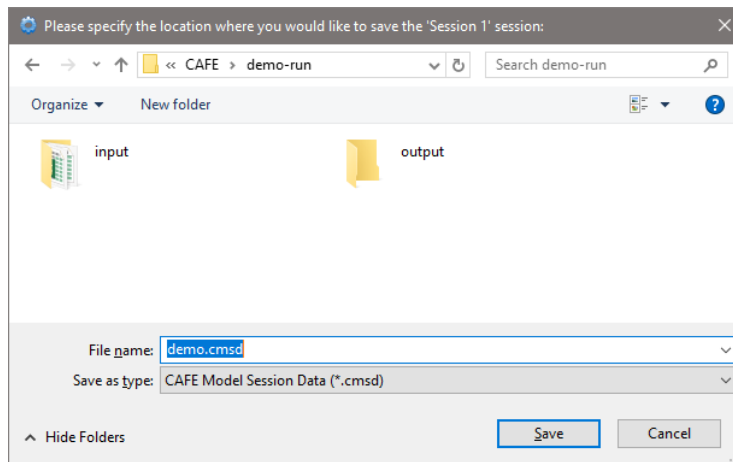 Please specify the location where you would like to save the 'Session 1' session:
« CAFE › demo-run
Search demo-run
Organize
New folder
input
output
File name: demo.cmsd
Save as type: CAFE Model Session Data (*.cmsd)
Hide Folders
Save
Cancel